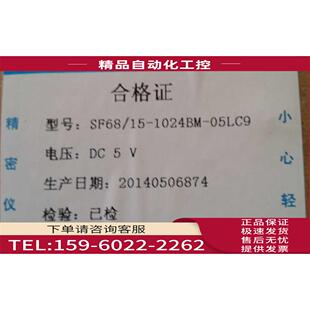 精品自动化工控
合格证
型号: SF68/15-1024BM-05LC9
电压: DC 5 V
生产日期: 20140506874
检验: 已检
精密仪
小心轻
下单请咨询客服
TEL:159-6022-2262
正品保证
假货退换
售后无忧
提供发票